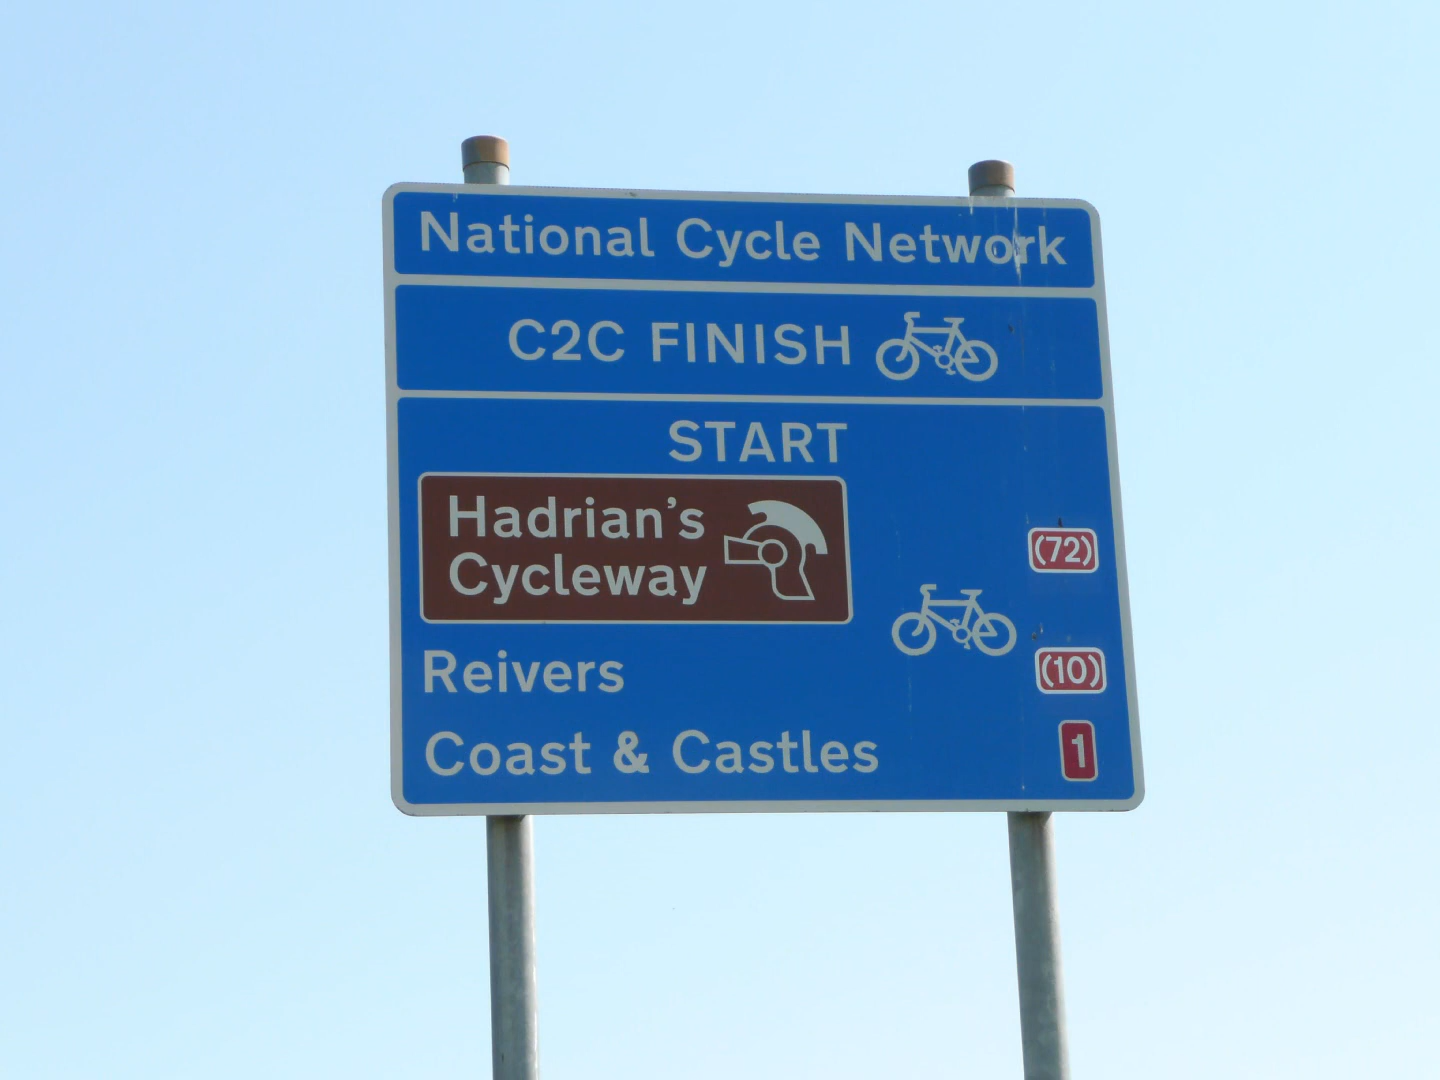 National Cycle Network
C2C FINISH
START
Hadrian's
Cycleway
(72)
Reivers
(10)
Coast & Castles
1